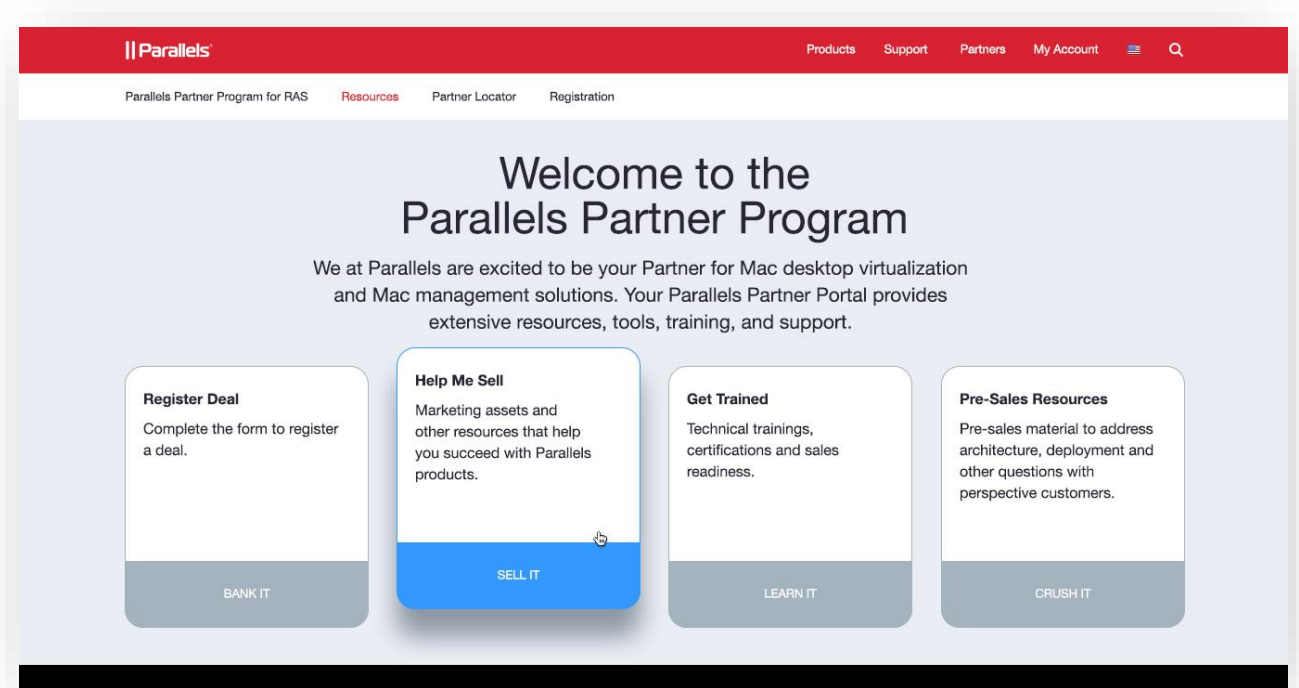 Parallels®
Products Support Partners My Account
Parallels Partner Program for RAS Resources Partner Locator Registration
Welcome to the
Parallels Partner Program
We at Parallels are excited to be your Partner for Mac desktop virtualization
and Mac management solutions. Your Parallels Partner Portal provides
extensive resources, tools, training, and support.
Register Deal
Complete the form to register
a deal.
BANK IT
Help Me Sell
Marketing assets and
other resources that help
you succeed with Parallels
products.
SELL IT
Get Trained
Technical trainings,
certifications and sales
readiness.
LEARN IT
Pre-Sales Resources
Pre-sales material to address
architecture, deployment and
other questions with
perspective customers.
CRUSH IT